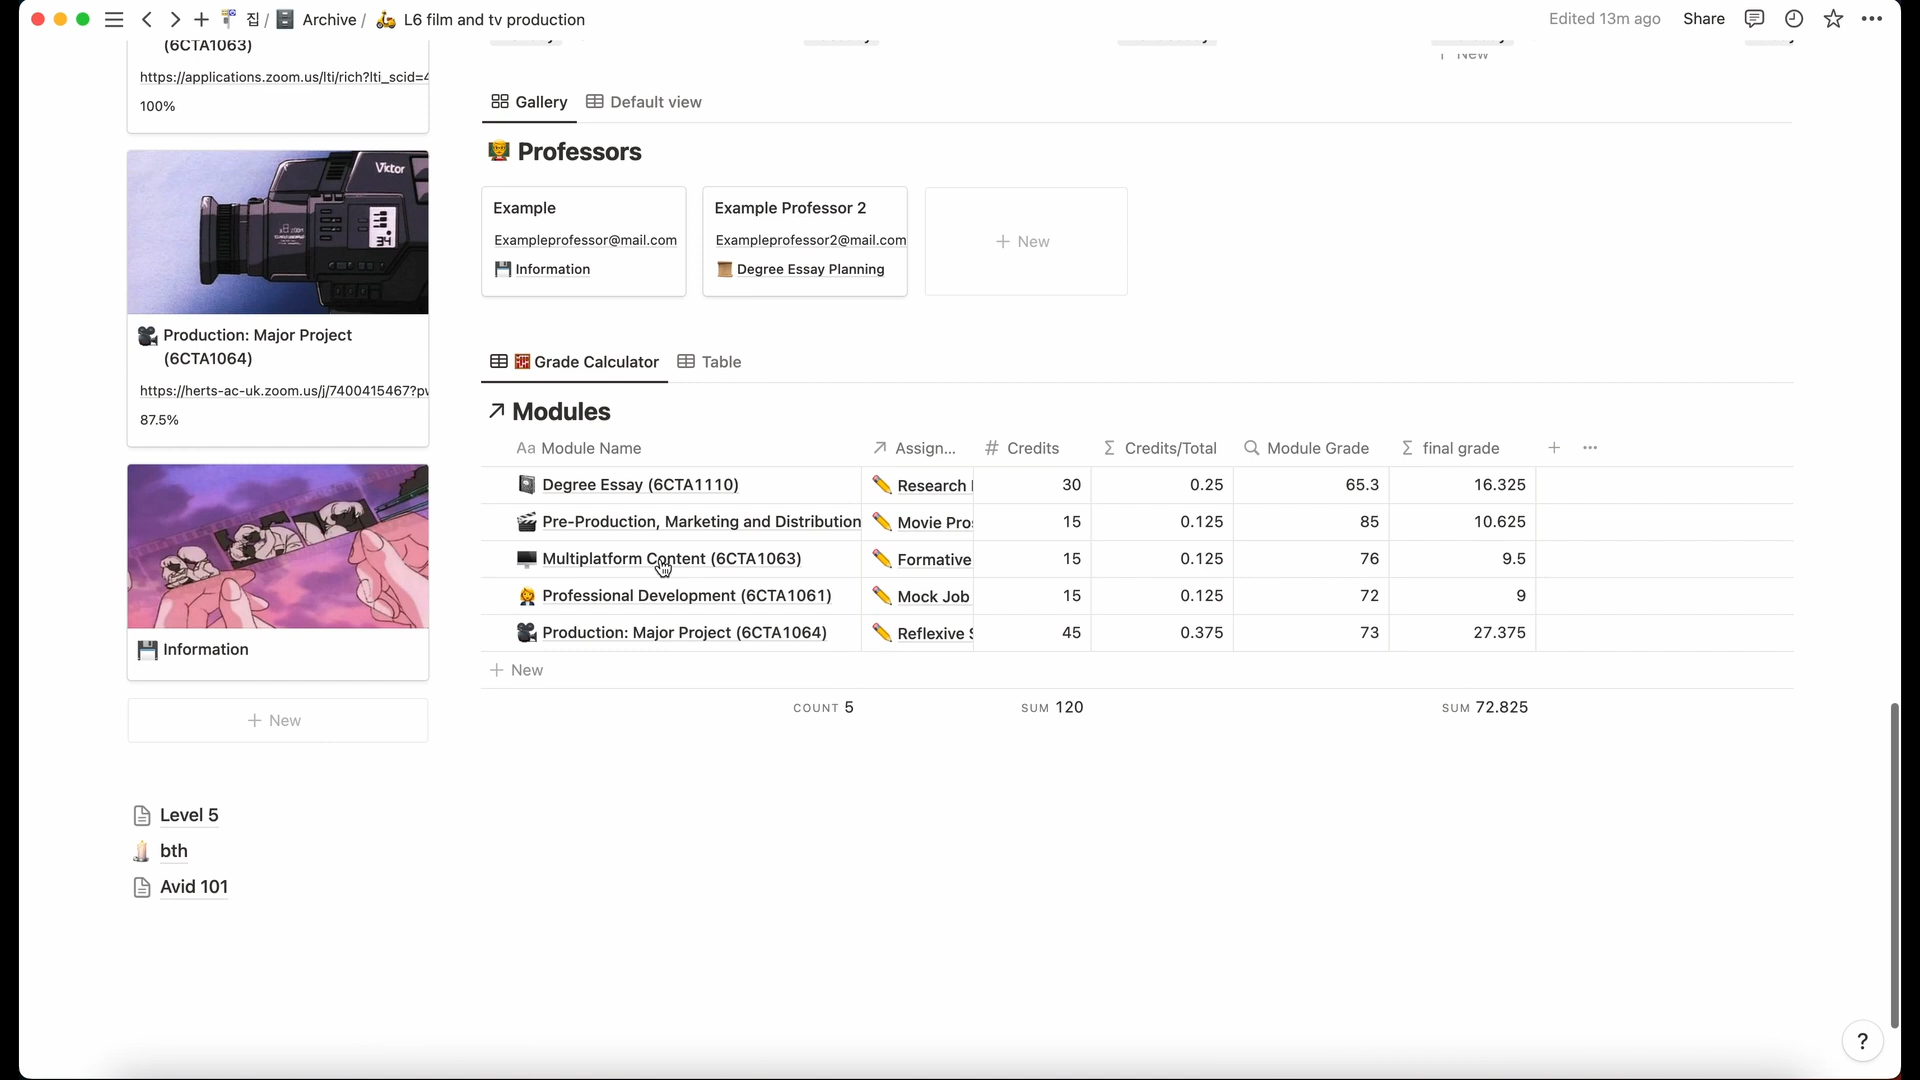 집 / Archive / L6 film and tv production
Edited 13m ago
Share
(6CTA1063)
https://applications.zoom.us/lti/rich?lti_scid=4
100%
Victor
Production: Major Project
(6CTA1064)
https://herts-ac-uk.zoom.us/j/7400415467?pw
87.5%
Information
+ New
Level 5
bth
Avid 101
New
Gallery
Default view
Professors
Example
Exampleprofessor@mail.com
Information
Example Professor 2
Exampleprofessor2@mail.com
Degree Essay Planning
+ New
Grade Calculator
Table
Modules
Aa Module Name Assign... # Credits Σ Credits/Total Module Grade Σ final grade + •••
Degree Essay (6CTA1110) Research 30 0.25 65.3 16.325
Pre-Production, Marketing and Distribution Movie Pro 15 0.125 85 10.625
Multiplatform Content (6CTA1063) Formative 15 0.125 76 9.5
Professional Development (6CTA1061) Mock Job 15 0.125 72 9
Production: Major Project (6CTA1064) Reflexive S 45 0.375 73 27.375
+ New
COUNT 5 SUM 120 SUM 72.825
?